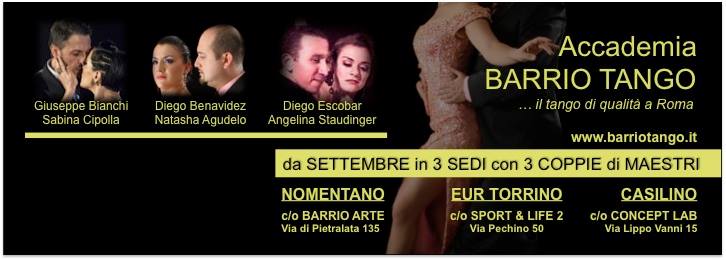 Accademia
BARRIO TANGO
... il tango di qualità a Roma
Giuseppe Bianchi
Sabina Cipolla
Diego Benavidez
Natasha Agudelo
Diego Escobar
Angelina Staudinger
www.barriotango.it
da SETTEMBRE in 3 SEDI con 3 COPPIE di MAESTRI
NOMENTANO
c/o BARRIO ARTE
Via di Pietralata 135
EUR TORRINO
c/o SPORT & LIFE 2
Via Pechino 50
CASILINO
c/o CONCEPT LAB
Via Lippo Vanni 15